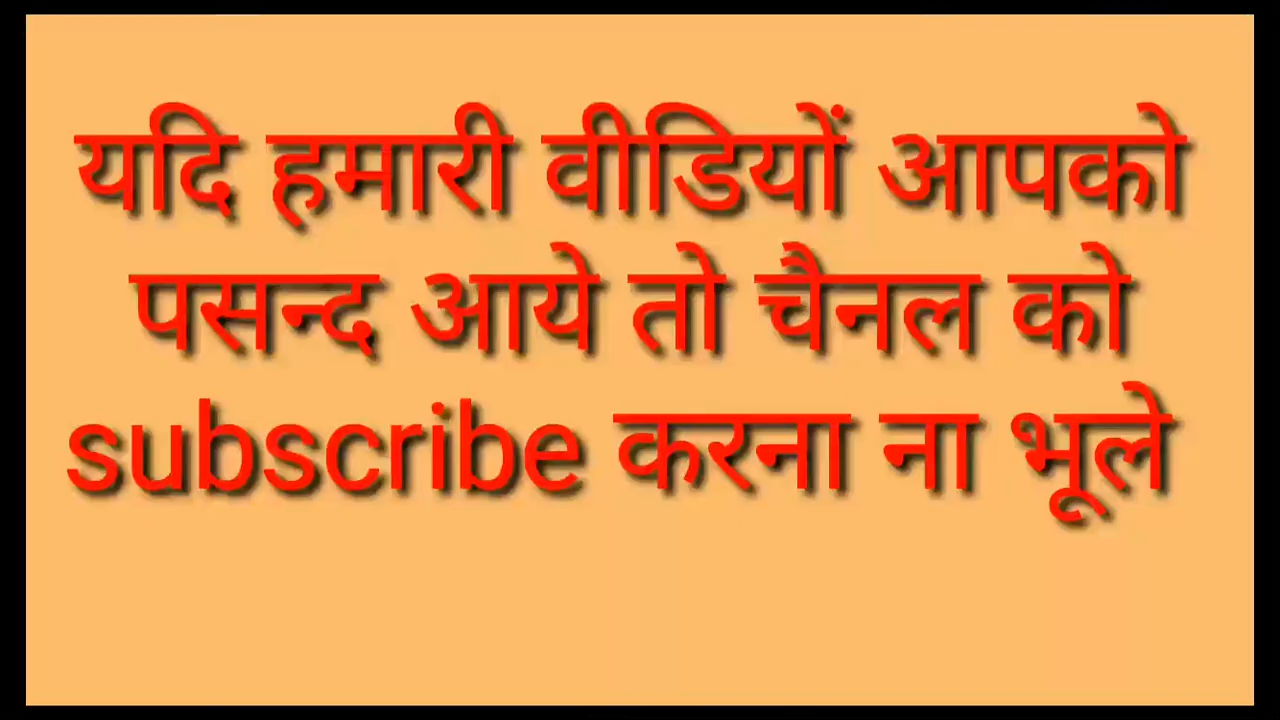 यदि हमारी वीडियों आपको
पसन्द आये तो चैनल को
subscribe करना ना भूले